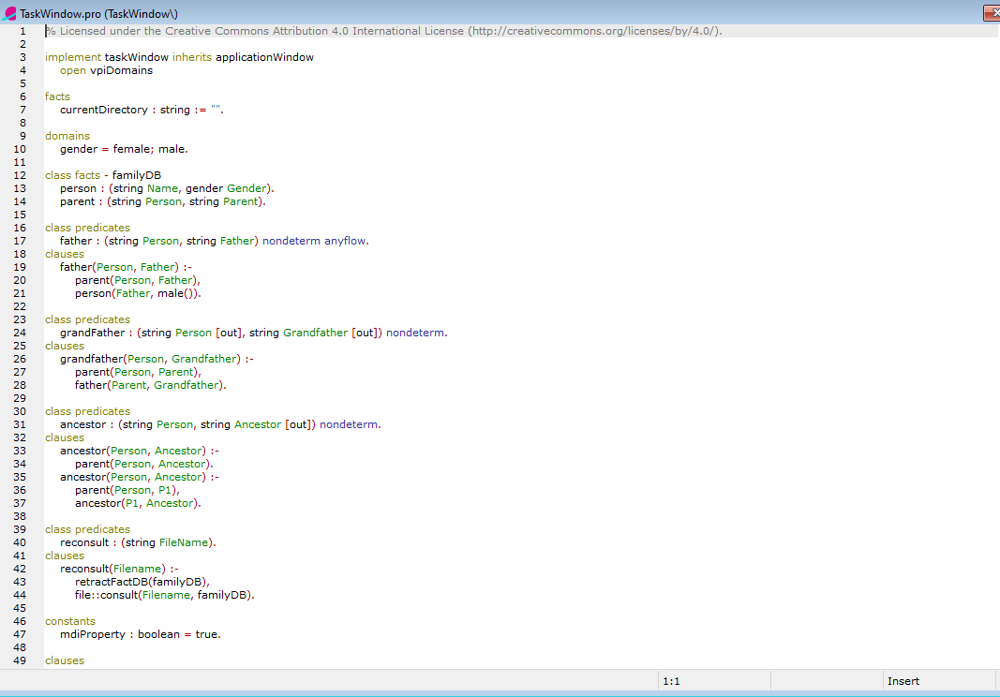 TaskWindow.pro (TaskWindow\)
1 % Licensed under the Creative Commons Attribution 4.0 International License (http://creativecommons.org/licenses/by/4.0/).
2
3 implement taskWindow inherits applicationWindow
4 open vpiDomains
5
6 facts
7 currentDirectory : string := "".
8
9 domains
10 gender = female; male.
11
12 class facts - familyDB
13 person : (string Name, gender Gender).
14 parent : (string Person, string Parent).
15
16 class predicates
17 father : (string Person, string Father) nondeterm anyflow.
18 clauses
19 father(Person, Father) :-
20 parent(Person, Father),
21 person(Father, male()).
22
23 class predicates
24 grandFather : (string Person [out], string Grandfather [out]) nondeterm.
25 clauses
26 grandfather(Person, Grandfather) :-
27 parent(Person, Parent),
28 father(Parent, Grandfather).
29
30 class predicates
31 ancestor : (string Person, string Ancestor [out]) nondeterm.
32 clauses
33 ancestor(Person, Ancestor) :-
34 parent(Person, Ancestor).
35 ancestor(Person, Ancestor) :-
36 parent(Person, P1),
37 ancestor(P1, Ancestor).
38
39 class predicates
40 reconsult : (string FileName).
41 clauses
42 reconsult(Filename) :-
43 retractFactDB(familyDB),
44 file::consult(Filename, familyDB).
45
46 constants
47 mdiProperty : boolean = true.
48
49 clauses
1:1 Insert